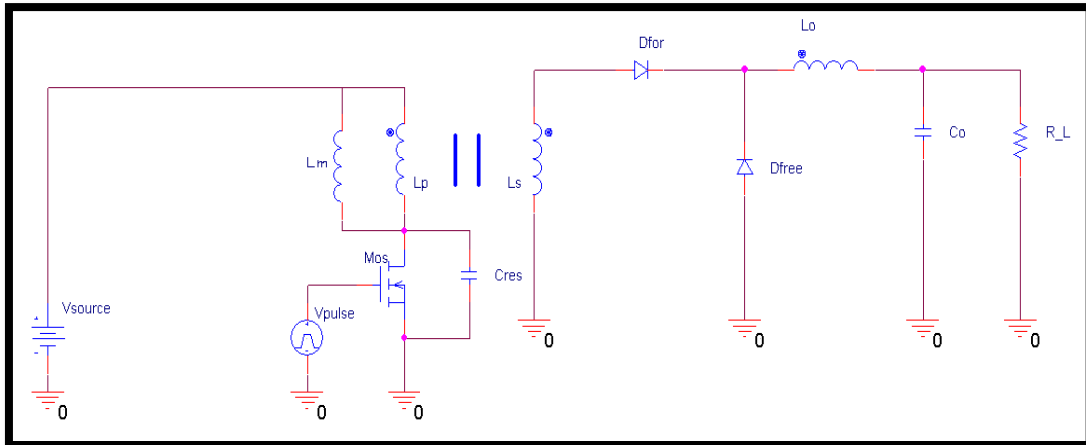 Lo
Dfor
Lm
Lp
Ls
Dfree
Co
R_L
Mos
Cres
Vsource
Vpulse
+
-
+
-
0
0
0
0
0
0
0